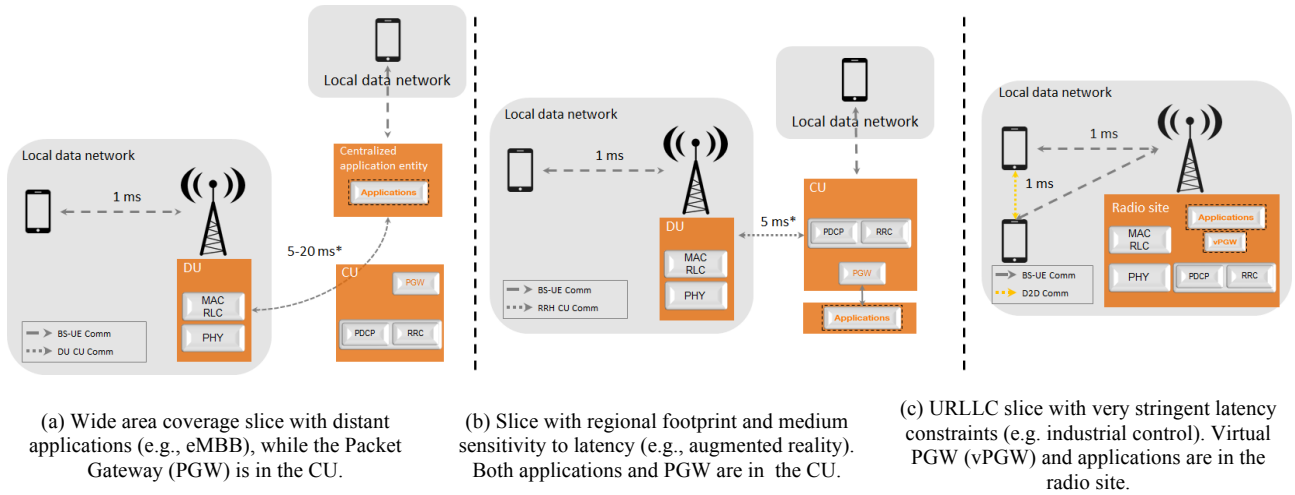 Local data network
Local data network
1 ms
Centralized
application entity
Applications
5-20 ms*
DU
MAC
RLC
PHY
CU
PGW
PDCP
RRC
BS-UE Comm
DU CU Comm
(a) Wide area coverage slice with distant
applications (e.g., eMBB), while the Packet
Gateway (PGW) is in the CU.
Local data network
Local data network
1 ms
DU
MAC
RLC
PHY
5 ms*
CU
PDCP
RRC
PGW
Applications
BS-UE Comm
RRH CU Comm
(b) Slice with regional footprint and medium
sensitivity to latency (e.g., augmented reality).
Both applications and PGW are in the CU.
Local data network
1 ms
1 ms
Radio site
Applications
MAC
RLC
vPGW
PHY
PDCP
RRC
BS-UE Comm
D2D Comm
(c) URLLC slice with very stringent latency
constraints (e.g. industrial control). Virtual
PGW (vPGW) and applications are in the
radio site.